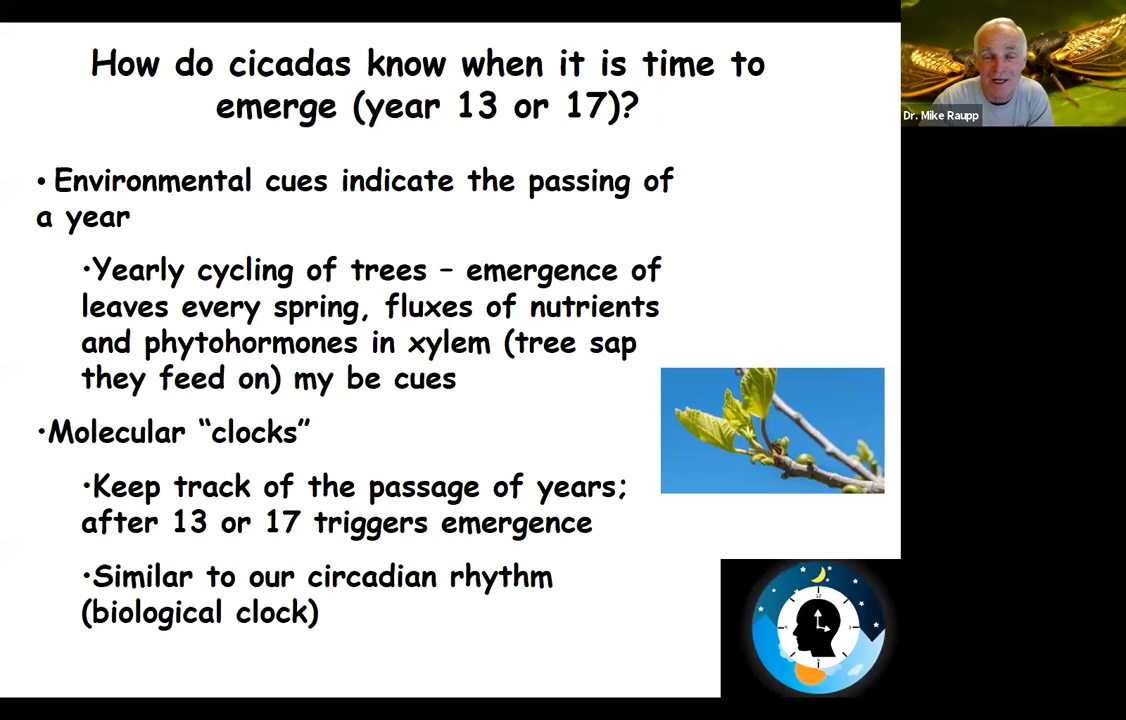 How do cicadas know when it is time to
emerge (year 13 or 17)?
• Environmental cues indicate the passing of
a year
•Yearly cycling of trees – emergence of
leaves every spring, fluxes of nutrients
and phytohormones in xylem (tree sap
they feed on) my be cues
•Molecular “clocks”
•Keep track of the passage of years;
after 13 or 17 triggers emergence
•Similar to our circadian rhythm
(biological clock)
Dr. Mike Raupp